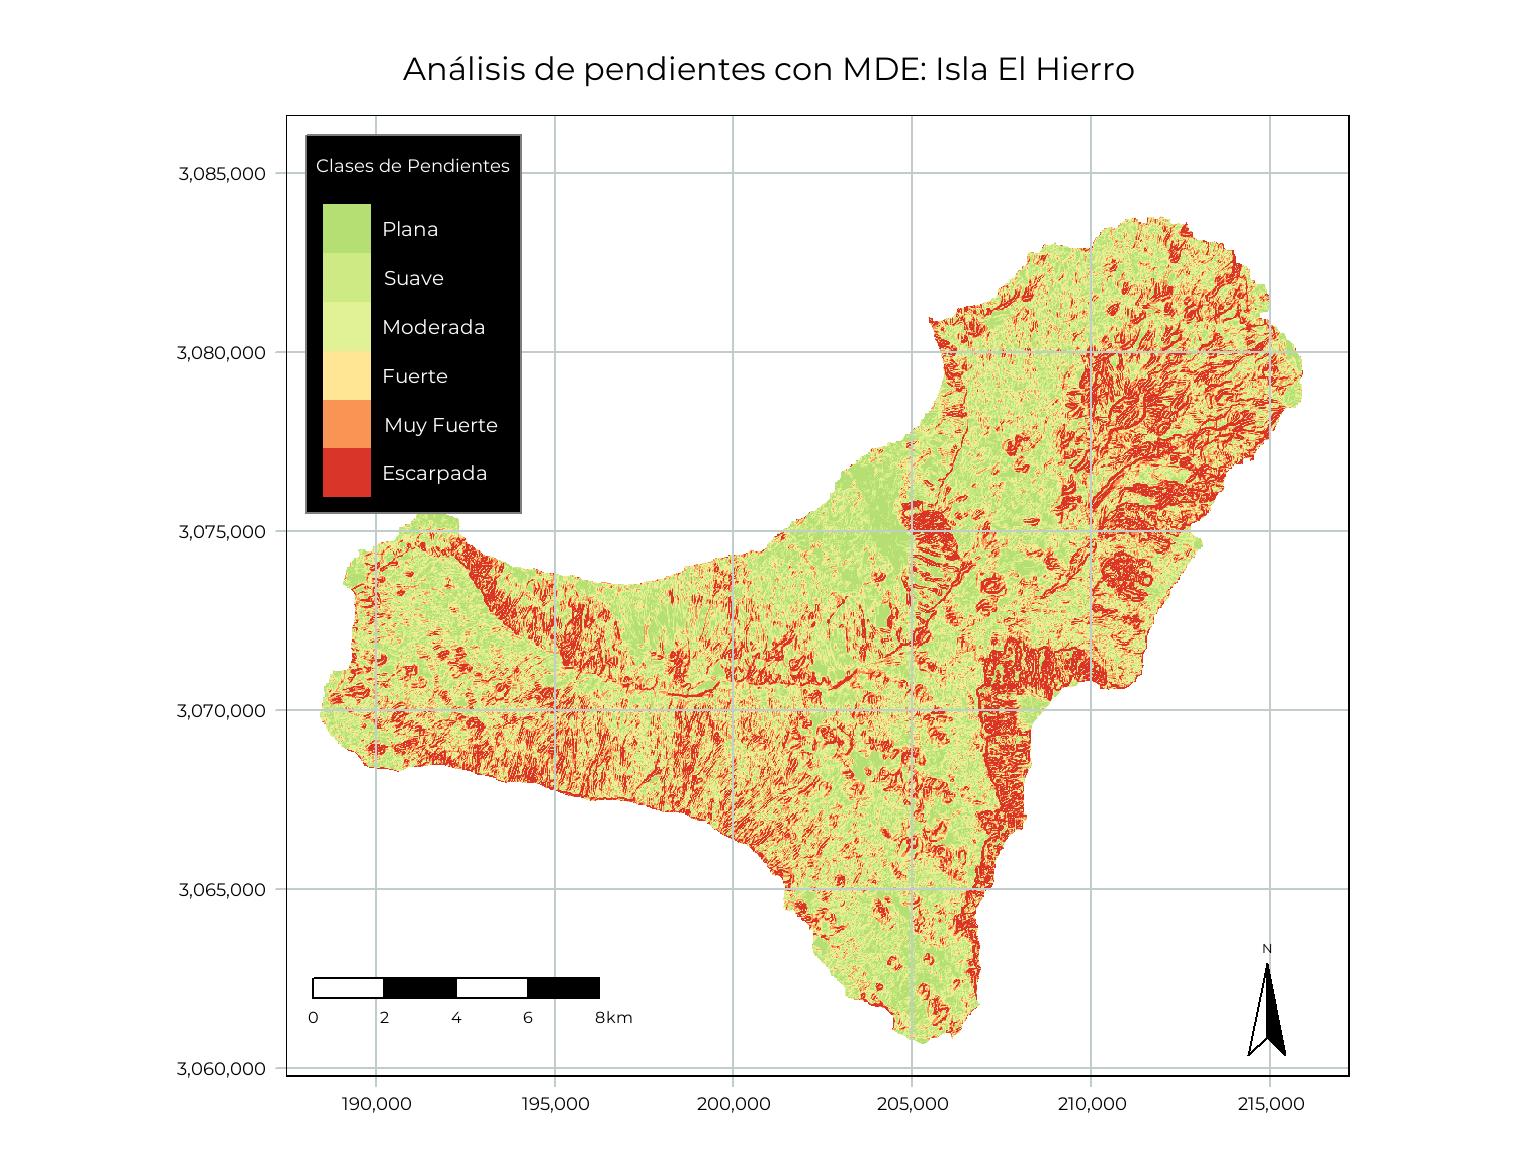 Análisis de pendientes con MDE: Isla El Hierro
Clases de Pendientes
Plana
Suave
Moderada
Fuerte
Muy Fuerte
Escarpada
3,085,000
3,080,000
3,075,000
3,070,000
3,065,000
3,060,000
N
0 2 4 6 8km
190,000 195,000 200,000 205,000 210,000 215,000